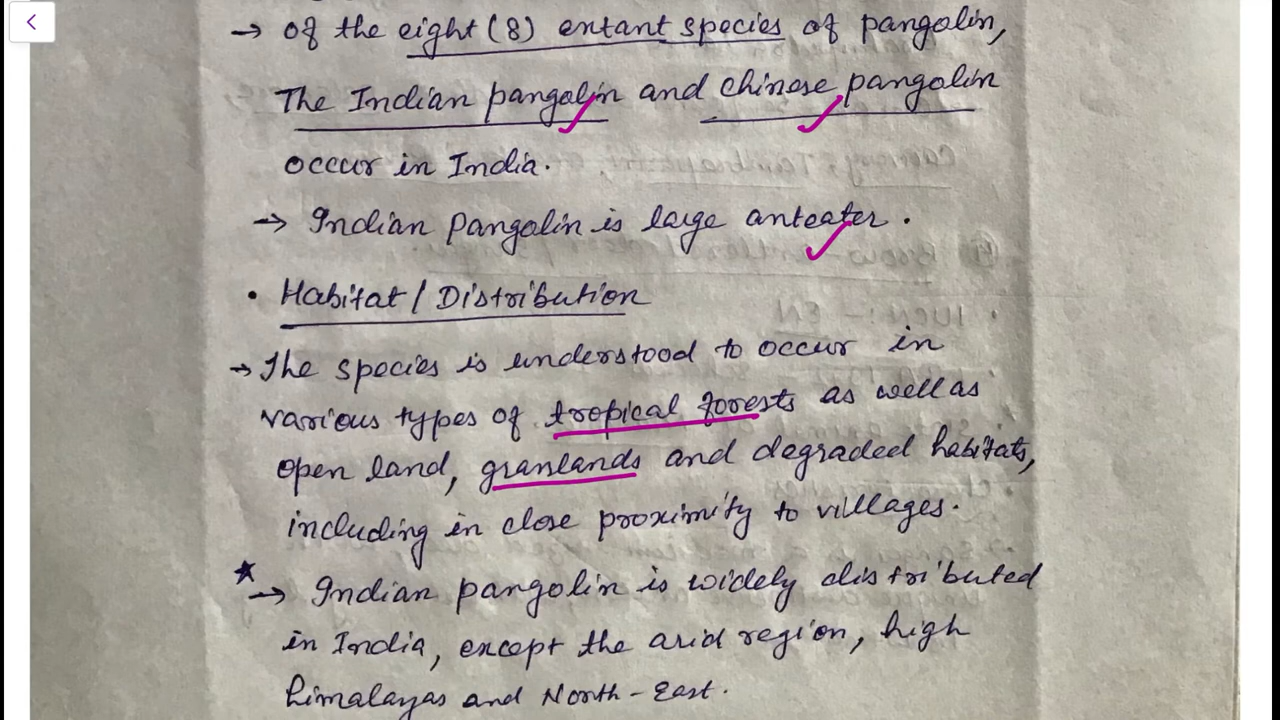 → of the eight (8) extant species of pangolin,
The Indian pangolin and chinese pangolin
occur in India.
→ Indian Pangolin is large anteater.
• Habitat / Distribution
→ The species is understood to occur in
various types of tropical forests as well as
open land, grasslands and degraded habitats,
including in close proximity to villages.
★→ Indian pangolin is widely distributed
in India, except the arid region, high
himalayas and North-East.